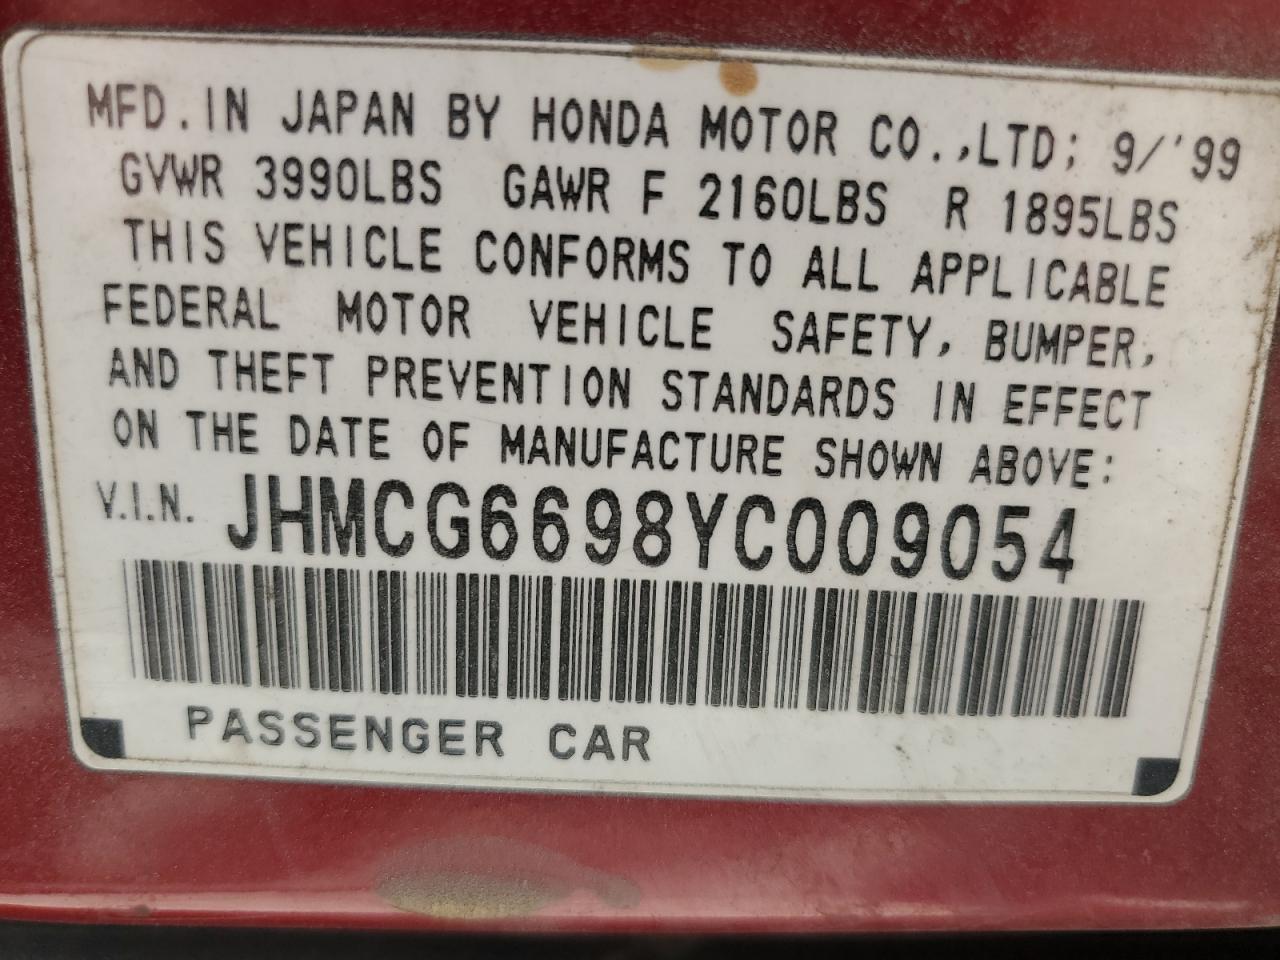 MFD. IN JAPAN BY HONDA MOTOR CO.,LTD; 9/'99
GVWR 3990LBS GAWR F 2160LBS R 1895LBS
THIS VEHICLE CONFORMS TO ALL APPLICABLE
FEDERAL MOTOR VEHICLE SAFETY, BUMPER,
AND THEFT PREVENTION STANDARDS IN EFFECT
ON THE DATE OF MANUFACTURE SHOWN ABOVE:
V.I.N. JHMCG6698YC009054
PASSENGER CAR